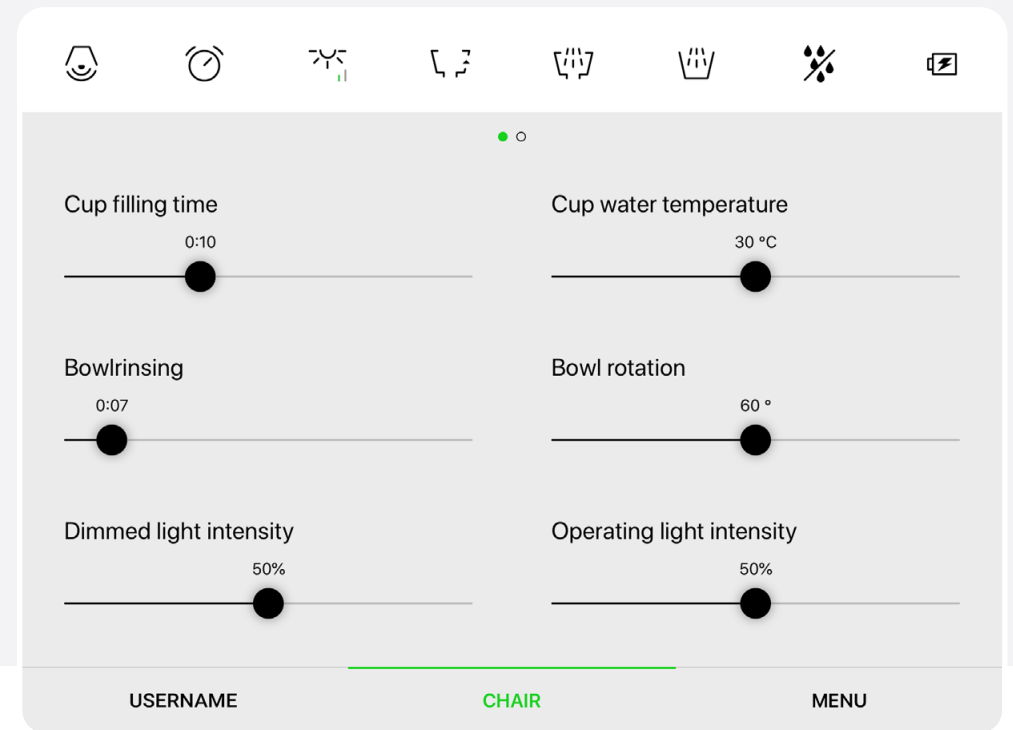 Cup filling time
0:10
Cup water temperature
30 ºC
Bowlrinsing
0:07
Bowl rotation
60 º
Dimmed light intensity
50%
Operating light intensity
50%
USERNAME
CHAIR
MENU